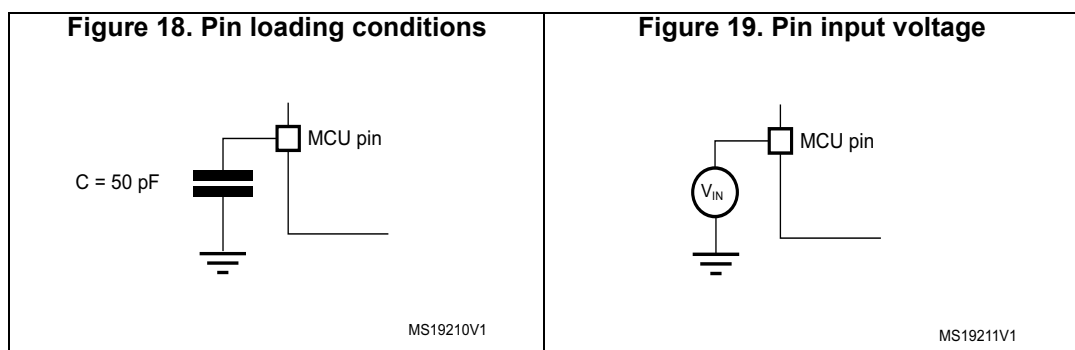 Figure 18. Pin loading conditions
MCU pin
C = 50 pF
MS19210V1
Figure 19. Pin input voltage
MCU pin
VIN
MS19211V1